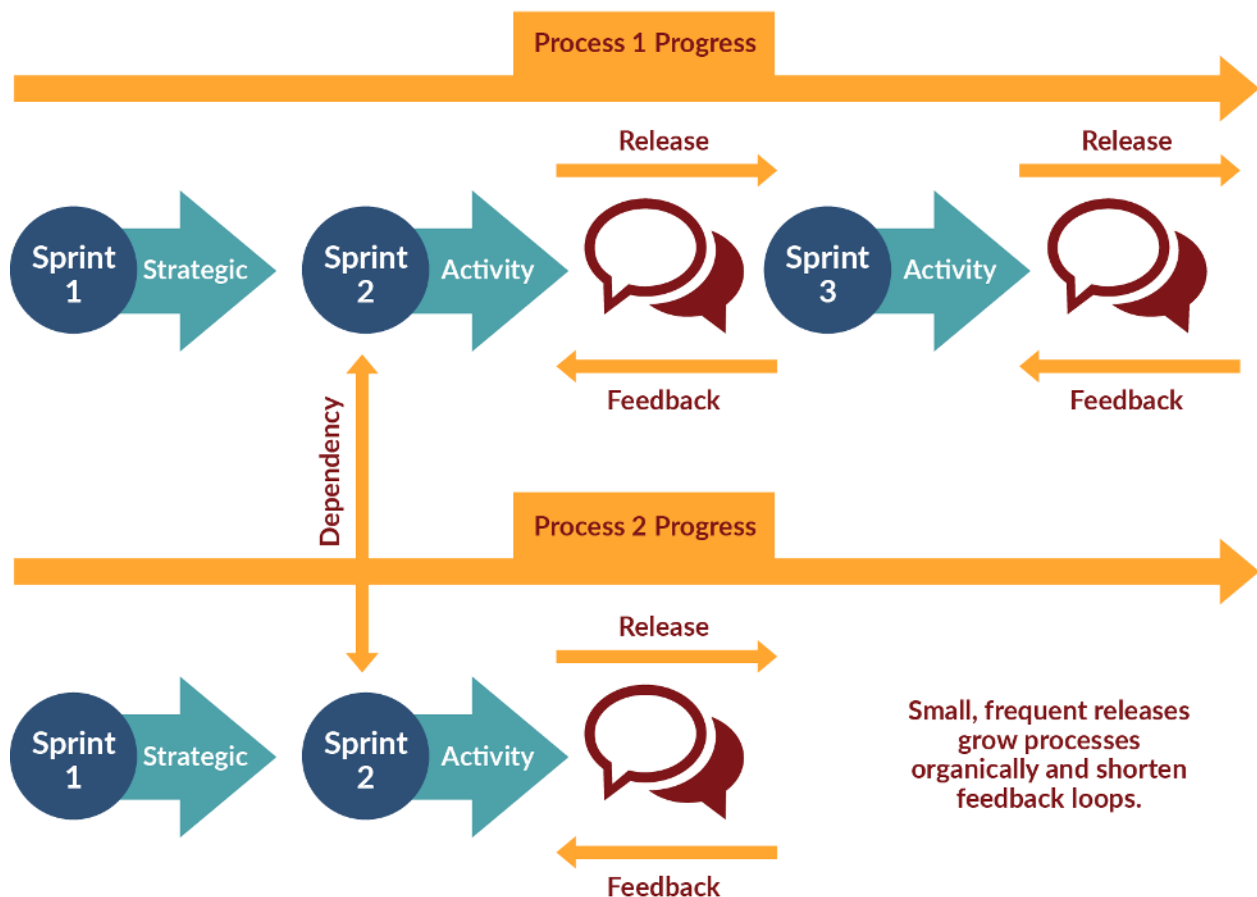 Process 1 Progress
Release
Release
Sprint
1
Strategic
Sprint
2
Activity
Sprint
3
Activity
Feedback
Feedback
Dependency
Process 2 Progress
Release
Sprint
1
Strategic
Sprint
2
Activity
Small, frequent releases
grow processes
organically and shorten
feedback loops.
Feedback